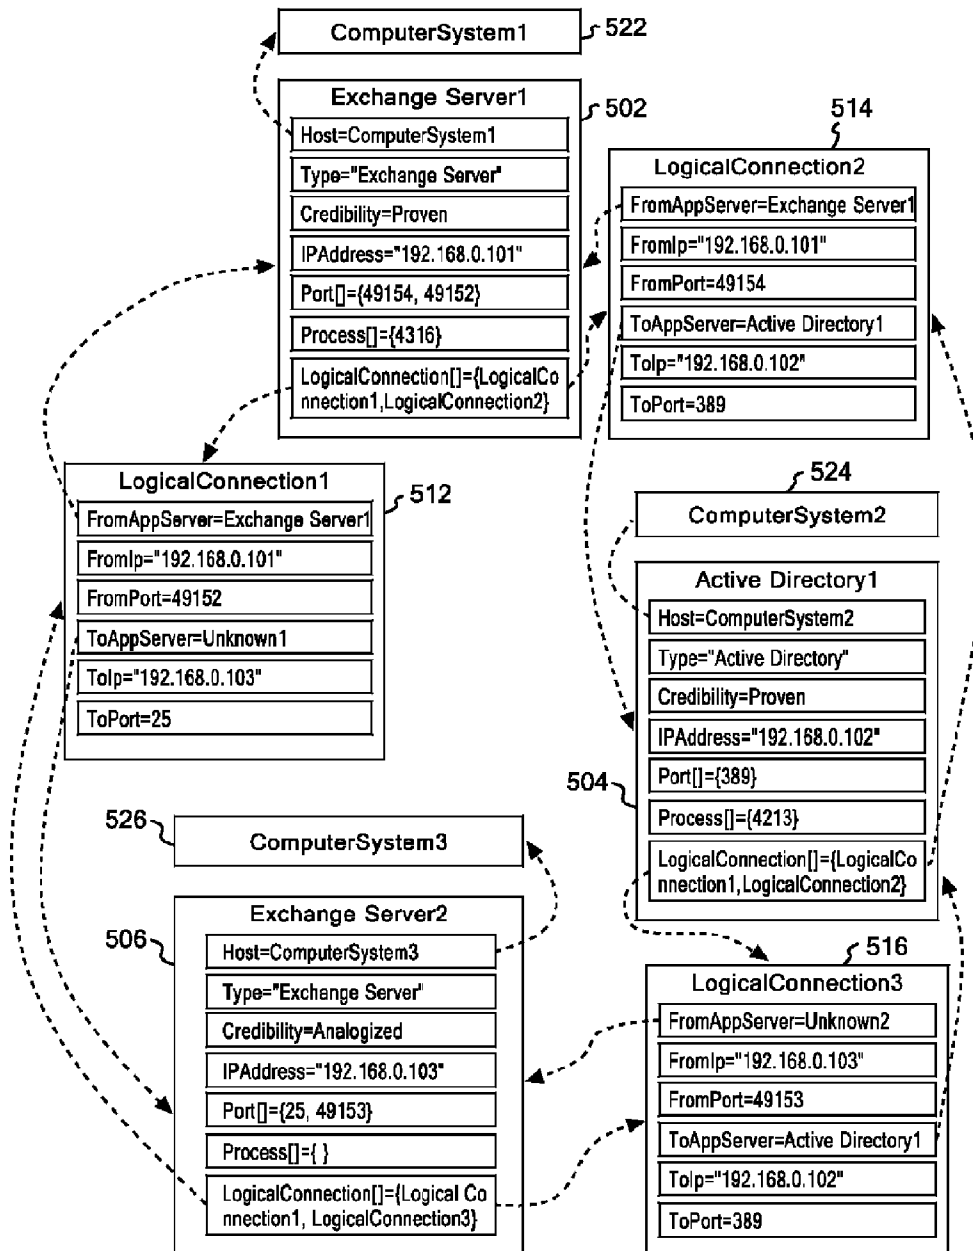 ComputerSystem1
522
Exchange Server1
502
Host=ComputerSystem1
Type="Exchange Server"
Credibility=Proven
IPAddress="192.168.0.101"
Port[]={49154, 49152}
Process[]={4316}
LogicalConnection[]={LogicalCo
nnection1,LogicalConnection2}
514
LogicalConnection2
FromAppServer=Exchange Server1
FromIp="192.168.0.101"
FromPort=49154
ToAppServer=Active Directory1
ToIp="192.168.0.102"
ToPort=389
LogicalConnection1
512
FromAppServer=Exchange Server1
FromIp="192.168.0.101"
FromPort=49152
ToAppServer=Unknown1
ToIp="192.168.0.103"
ToPort=25
524
ComputerSystem2
Active Directory1
Host=ComputerSystem2
Type="Active Directory"
Credibility=Proven
IPAddress="192.168.0.102"
Port[]={389}
504
Process[]={4213}
LogicalConnection[]={LogicalCo
nnection1,LogicalConnection2}
526
ComputerSystem3
Exchange Server2
506
Host=ComputerSystem3
Type="Exchange Server"
Credibility=Analogized
IPAddress="192.168.0.103"
Port[]={25, 49153}
Process[]={ }
LogicalConnection[]={Logical Co
nnection1, LogicalConnection3}
516
LogicalConnection3
FromAppServer=Unknown2
FromIp="192.168.0.103"
FromPort=49153
ToAppServer=Active Directory1
ToIp="192.168.0.102"
ToPort=389